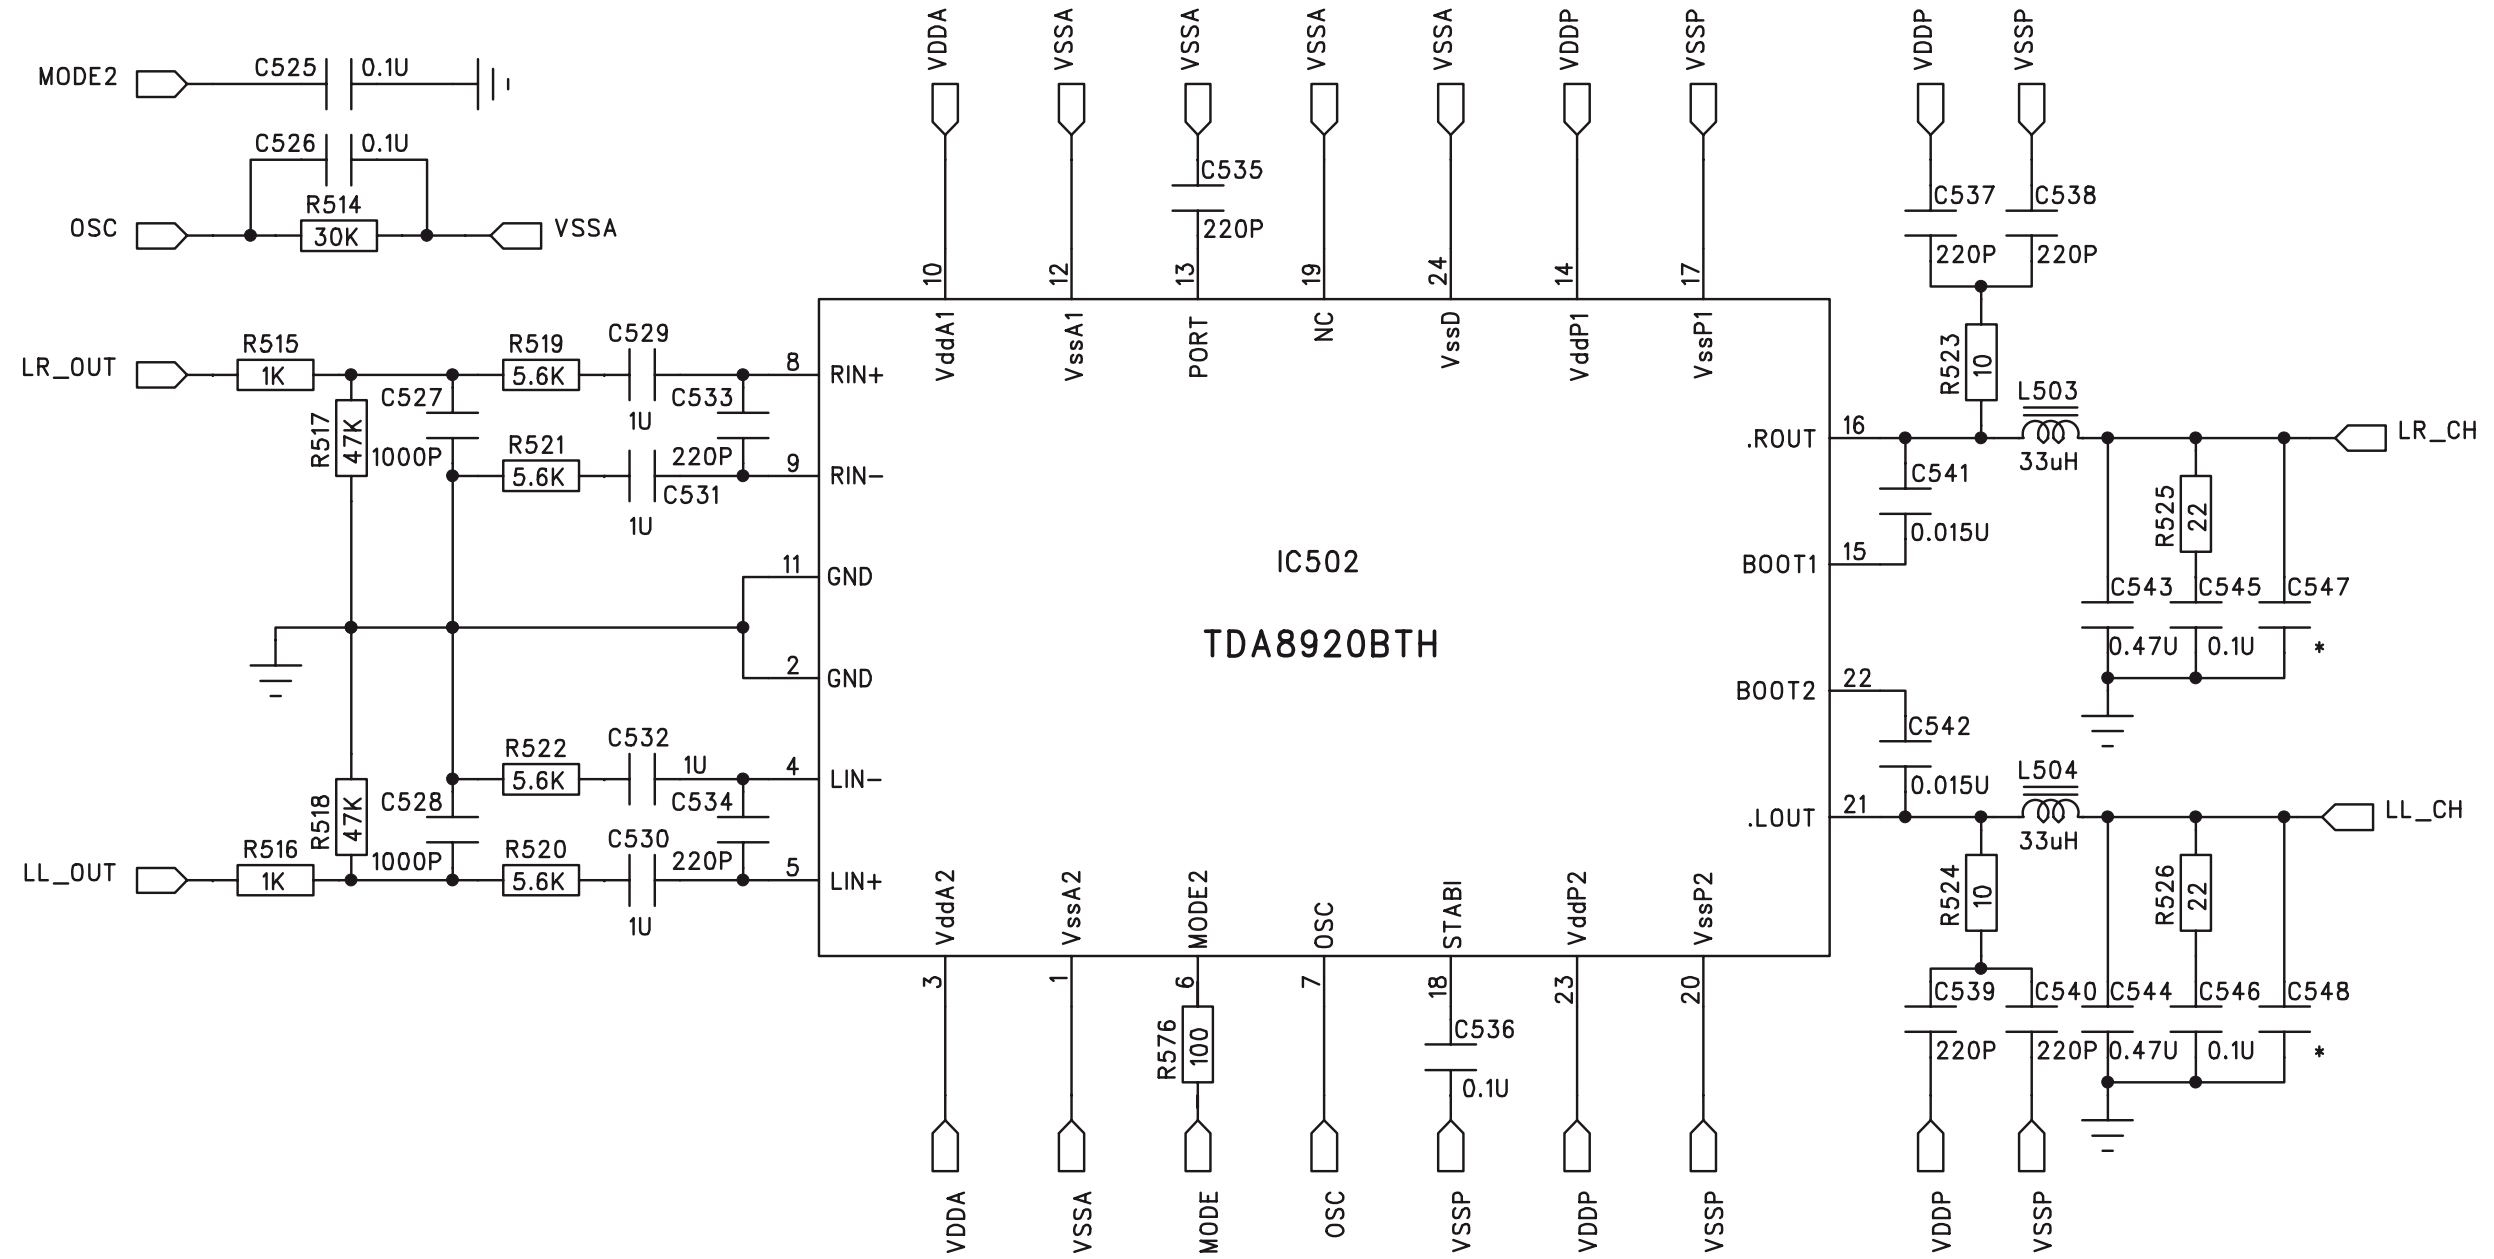 VDDA
VSSA
VSSA
VSSA
VSSA
VDDP
VSSP
VDDP
VSSP
MODE2
C525
0.1U
C526
0.1U
OSC
R514
30K
VSSA
C535
220P
C537
220P
C538
220P
10
12
13
19
24
14
17
VddA1
VssA1
PORT
NC
VssD
VddP1
VssP1
LR_OUT
R515
1K
R517
47K
C527
1000P
R519
5.6K
C529
1U
C533
220P
8
RIN+
R521
5.6K
C531
1U
9
RIN-
11
GND
2
GND
R522
5.6K
C532
1U
4
LIN-
R518
47K
C528
1000P
C534
220P
LL_OUT
R516
1K
R520
5.6K
C530
1U
5
LIN+
IC502
TDA8920BTH
R523
10
L503
33uH
LR_CH
.ROUT
16
C541
0.015U
BOOT1
15
R525
22
C543
0.47U
C545
0.1U
C547
*
BOOT2
22
C542
0.015U
.LOUT
21
L504
33uH
LL_CH
R524
10
R526
22
C539
220P
C540
220P
C544
0.47U
C546
0.1U
C548
*
VddA2
VssA2
MODE2
OSC
STABI
VddP2
VssP2
3
1
6
7
18
23
20
R576
100
C536
0.1U
VDDA
VSSA
MODE
OSC
VSSP
VDDP
VSSP
VDDP
VSSP